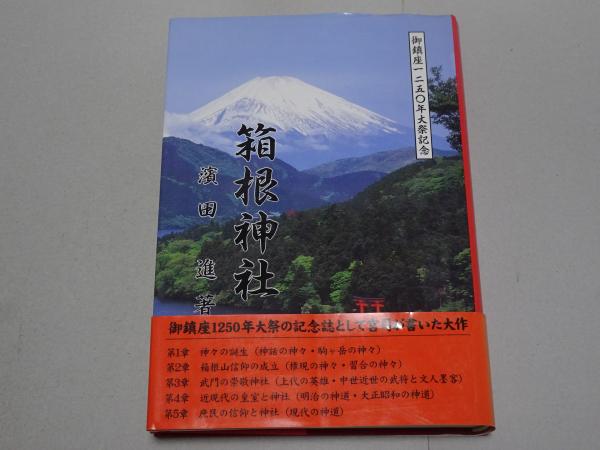 御鎮座一二五〇年大祭記念
箱根神社
濱田進著
御鎮座1250年大祭の記念誌として宮司が書いた大作
第1章 神々の誕生（神話の神々・駒ヶ岳の神々）
第2章 箱根山信仰の成立（権現の神々・習合の神々）
第3章 武門の崇敬神社（上代の英雄・中世近世の武将と文人墨客）
第4章 近現代の皇室と神社（明治の神道・大正昭和の神道）
第5章 庶民の信仰と神社（現代の神道）